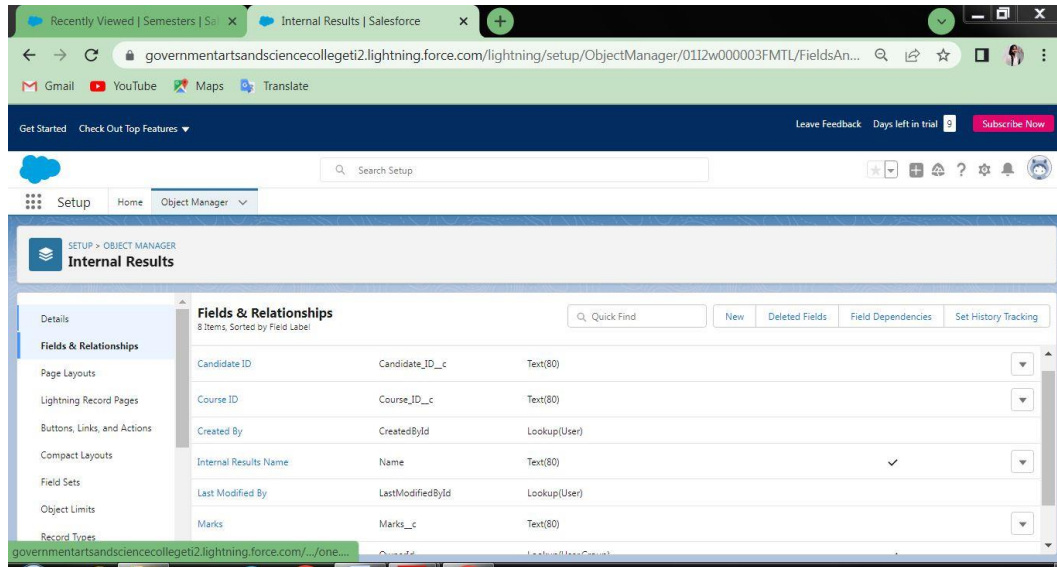 Recently Viewed | Semesters | Sal
Internal Results | Salesforce
governmentartsandsciencecollegeti2.lightning.force.com/lightning/setup/ObjectManager/01I2w000003FMTL/FieldsAn...
Gmail YouTube Maps Translate
Get Started Check Out Top Features Leave Feedback Days left in trial 9 Subscribe Now
Search Setup
Setup Home Object Manager
SETUP > OBJECT MANAGER
Internal Results
Details
Fields & Relationships
Page Layouts
Lightning Record Pages
Buttons, Links, and Actions
Compact Layouts
Field Sets
Object Limits
Record Types
Fields & Relationships
8 Items, Sorted by Field Label
Quick Find New Deleted Fields Field Dependencies Set History Tracking
Candidate ID Candidate_ID__c Text(80)
Course ID Course_ID__c Text(80)
Created By CreatedById Lookup(User)
Internal Results Name Name Text(80)
Last Modified By LastModifiedById Lookup(User)
Marks Marks__c Text(80)
OwnerId Lookup(User,Group)
governmentartsandsciencecollegeti2.lightning.force.com/.../one....